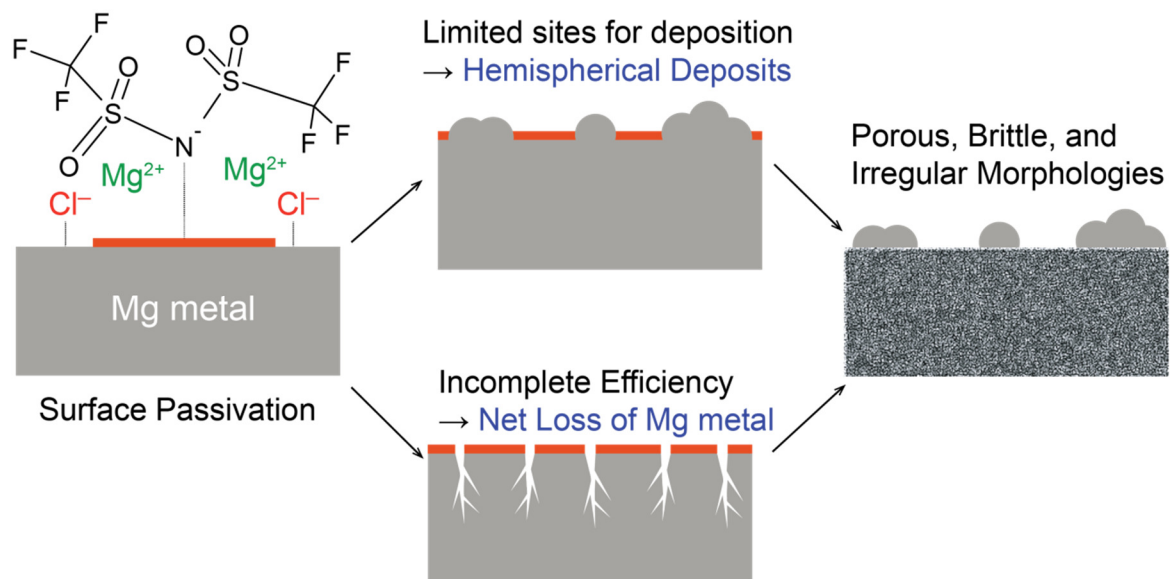 F
F
F
O
O
S
S
O
O
N-
F
F
F
Mg2+
Mg2+
Cl–
Cl–
Mg metal
Surface Passivation
Limited sites for deposition
→ Hemispherical Deposits
Incomplete Efficiency
→ Net Loss of Mg metal
Porous, Brittle, and
Irregular Morphologies